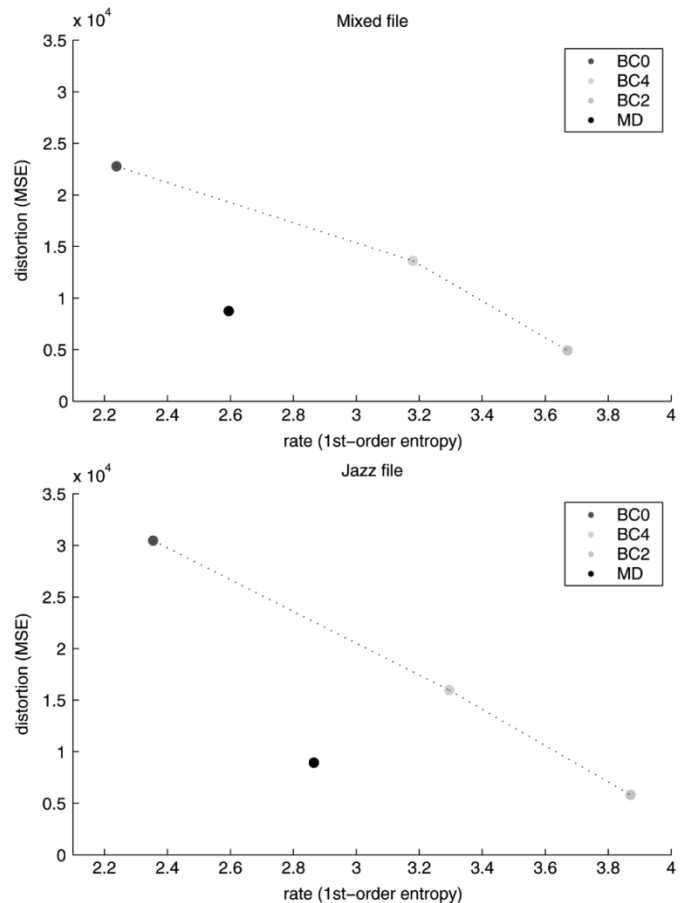 x 10⁴
Mixed file
3.5
3
2.5
2
1.5
1
0.5
0
distortion (MSE)
BC0
BC4
BC2
MD
2.2 2.4 2.6 2.8 3 3.2 3.4 3.6 3.8 4
rate (1st–order entropy)
x 10⁴
Jazz file
3.5
3
2.5
2
1.5
1
0.5
0
distortion (MSE)
BC0
BC4
BC2
MD
2.2 2.4 2.6 2.8 3 3.2 3.4 3.6 3.8 4
rate (1st–order entropy)